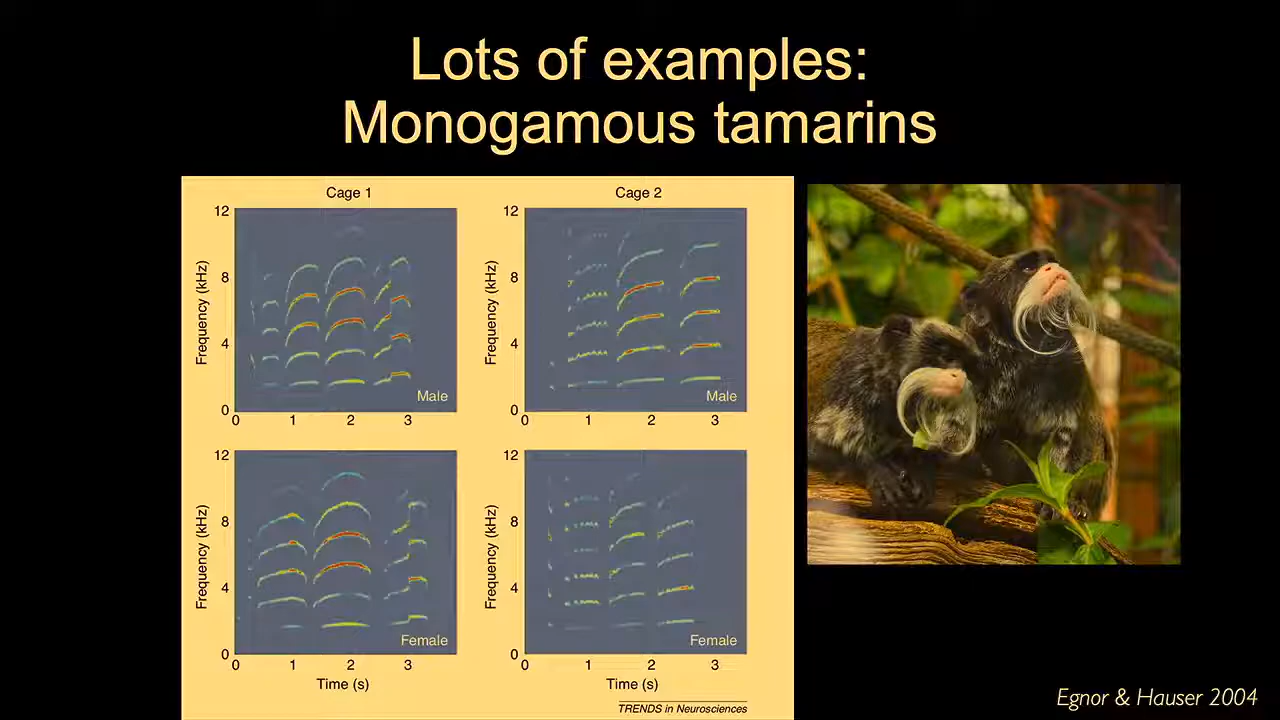 Lots of examples:
Monogamous tamarins
Cage 1
Cage 2
12
8
4
0
Frequency (kHz)
Male
0 1 2 3
12
8
4
0
Frequency (kHz)
Male
0 1 2 3
12
8
4
0
Frequency (kHz)
Female
0 1 2 3
Time (s)
12
8
4
0
Frequency (kHz)
Female
0 1 2 3
Time (s)
TRENDS in Neurosciences
Egnor & Hauser 2004